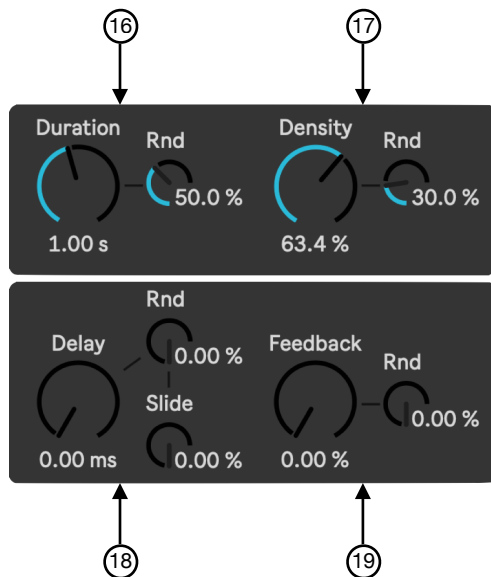 16 17
Duration Density
Rnd Rnd
50.0 % 30.0 %
1.00 s 63.4 %
Rnd
Delay Feedback
0.00 % Rnd
Slide
0.00 %
0.00 ms 0.00 % 0.00 %
18 19